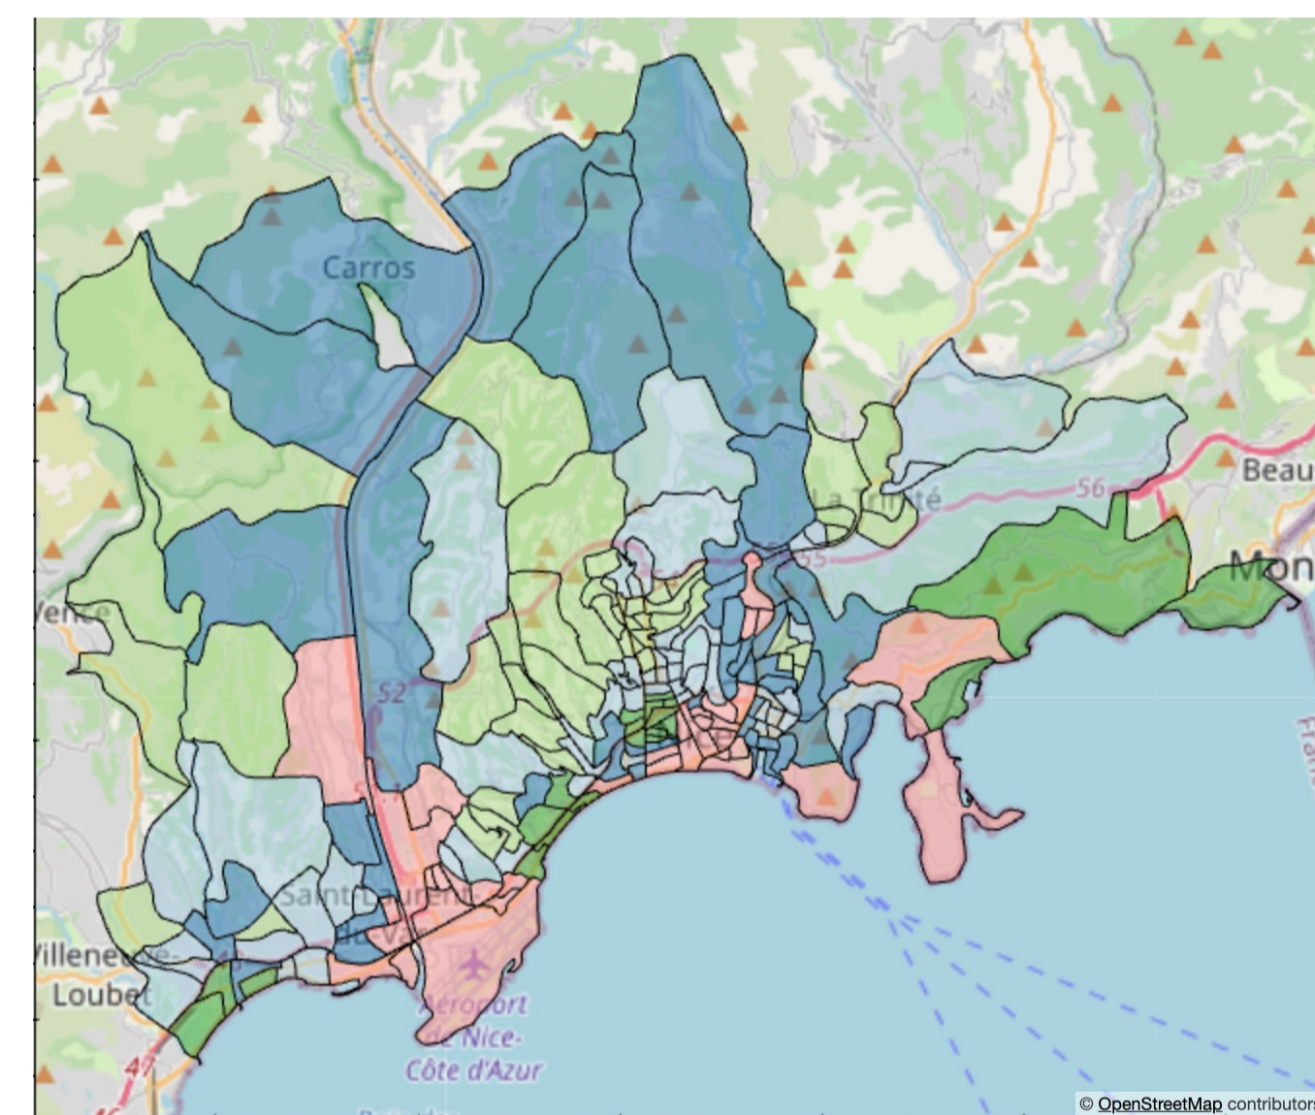 Carros
La Trinité
56
Beau
55
Mon
Vence
52
Saint-Laurent-
du-Var
48
Villeneuve-
Loubet
Aéroport
de Nice-
Côte d'Azur
47
© OpenStreetMap contributors